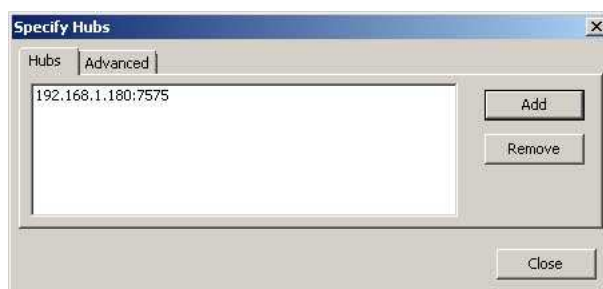 Specify Hubs
Hubs
Advanced
192.168.1.180:7575
Add
Remove
Close